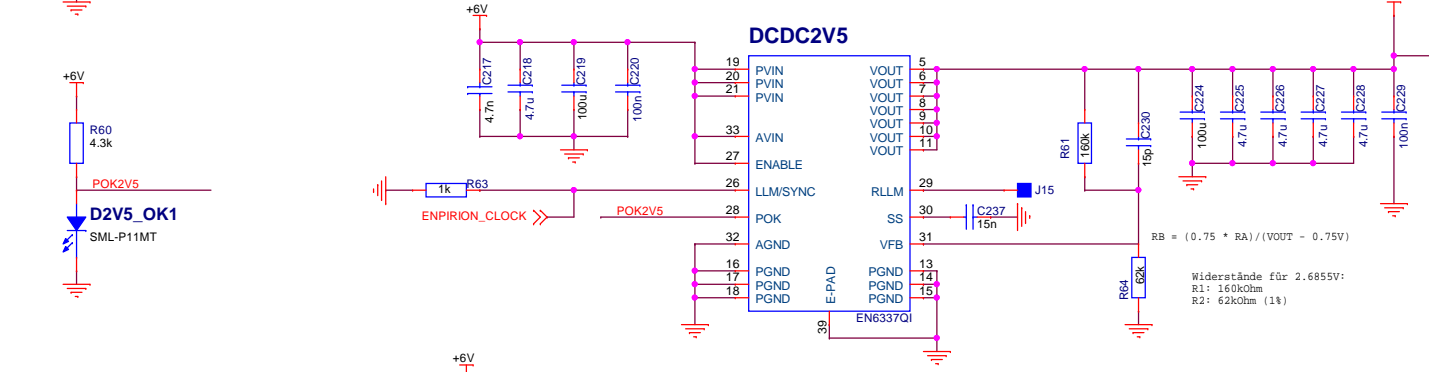 +6V
DCDC2V5
C217
4.7n
C218
4.7u
C219
100u
C220
100n
19
20
21
33
27
26
28
32
16
17
18
PVIN
PVIN
PVIN
AVIN
ENABLE
LLM/SYNC
POK
AGND
PGND
PGND
PGND
VOUT
VOUT
VOUT
VOUT
VOUT
VOUT
VOUT
RLLM
SS
VFB
PGND
PGND
PGND
E-PAD
39
EN6337QI
5
6
7
8
9
10
11
29
30
31
13
14
15
+6V
R60
4.3k
POK2V5
D2V5_OK1
SML-P11MT
1k
R63
ENPIRION_CLOCK
POK2V5
R61
160k
C230
15p
C224
100u
C225
4.7u
C226
4.7u
C227
4.7u
C228
4.7u
C229
100n
J15
C237
15n
R64
62k
RB = (0.75 * RA)/(VOUT - 0.75V)
Widerstände für 2.6855V:
R1: 160kOhm
R2: 62kOhm (1%)
+6V